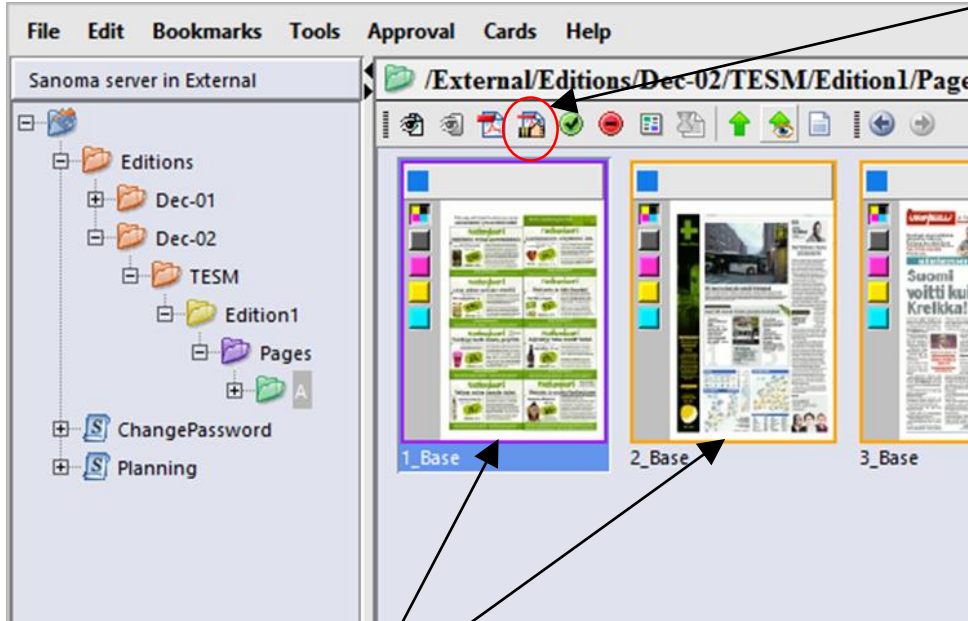 File Edit Bookmarks Tools Approval Cards Help
Sanoma server in External
/External/Editions/Dec-02/TESM/Edition1/Page
Editions
Dec-01
Dec-02
TESM
Edition1
Pages
A
ChangePassword
Planning
Suomi
voitti kui
Kreikka!
1_Base
2_Base
3_Base